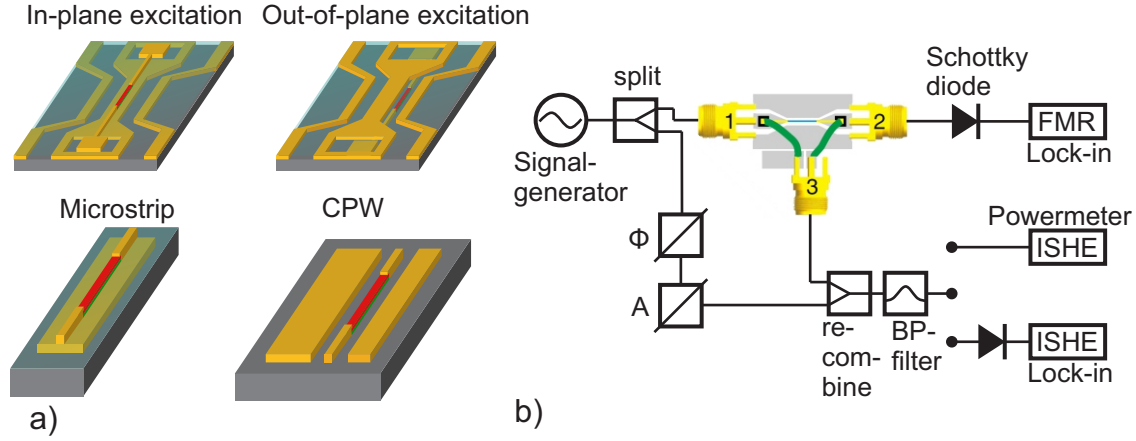 In-plane excitation
Out-of-plane excitation
Microstrip
CPW
a)
split
Signal-
generator
1
2
3
Schottky
diode
FMR
Lock-in
Φ
A
re-
com-
bine
BP-
filter
Powermeter
ISHE
ISHE
Lock-in
b)